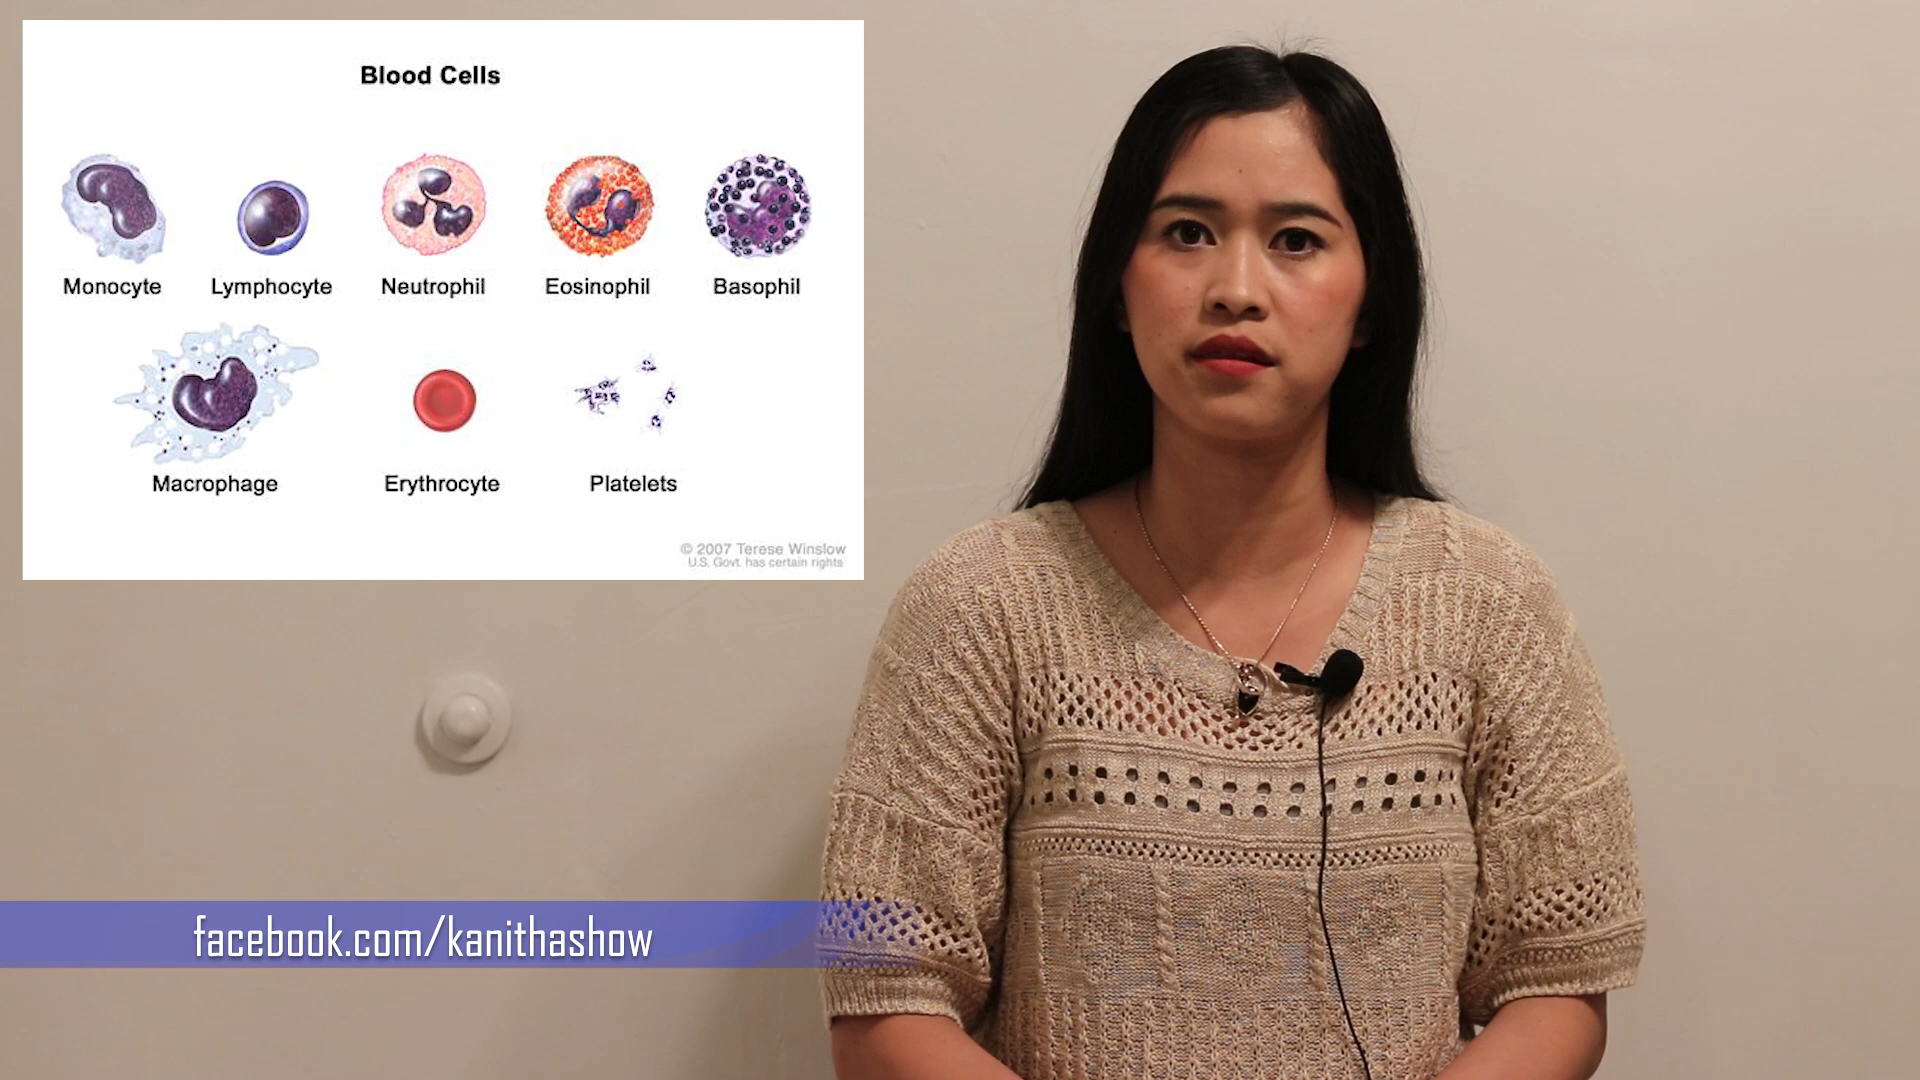 Blood Cells
Monocyte Lymphocyte Neutrophil Eosinophil Basophil
Macrophage Erythrocyte Platelets
© 2007 Terese Winslow
U.S. Govt. has certain rights
facebook.com/kanithashow